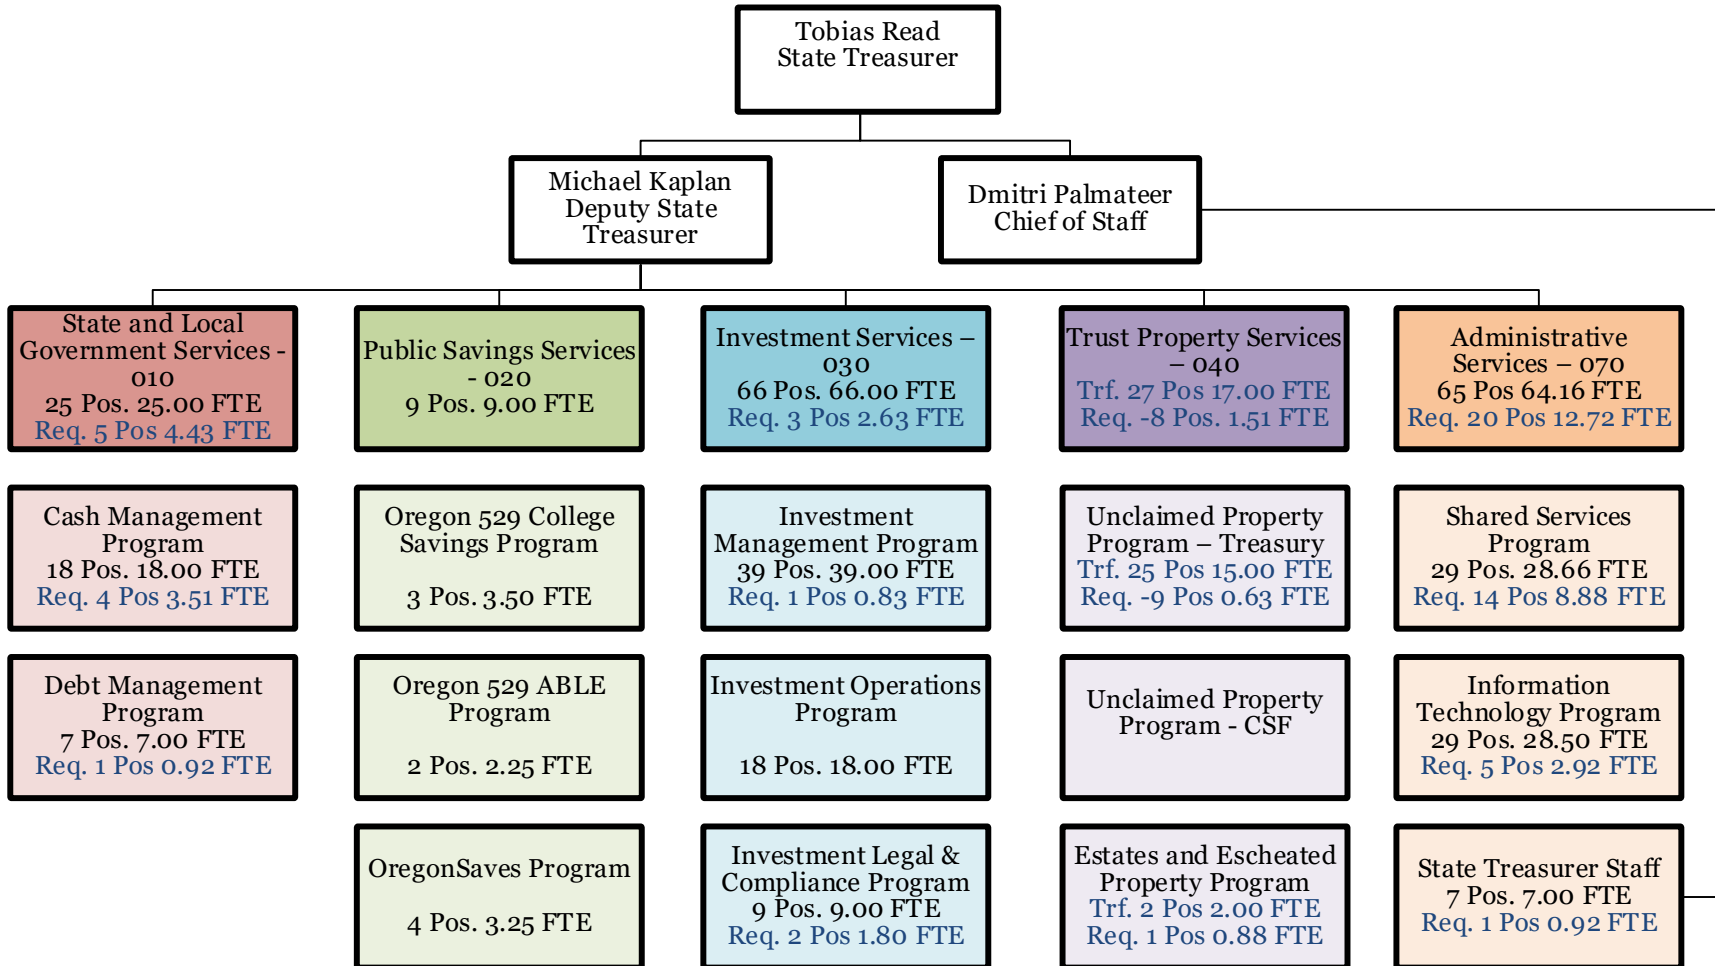 Tobias Read
State Treasurer
Michael Kaplan
Deputy State
Treasurer
Dmitri Palmateer
Chief of Staff
State and Local
Government Services -
010
25 Pos. 25.00 FTE
Req. 5 Pos 4.43 FTE
Public Savings Services
- 020
9 Pos. 9.00 FTE
Investment Services –
030
66 Pos. 66.00 FTE
Req. 3 Pos 2.63 FTE
Trust Property Services
– 040
Trf. 27 Pos 17.00 FTE
Req. -8 Pos. 1.51 FTE
Administrative
Services – 070
65 Pos 64.16 FTE
Req. 20 Pos 12.72 FTE
Cash Management
Program
18 Pos. 18.00 FTE
Req. 4 Pos 3.51 FTE
Oregon 529 College
Savings Program
3 Pos. 3.50 FTE
Investment
Management Program
39 Pos. 39.00 FTE
Req. 1 Pos 0.83 FTE
Unclaimed Property
Program – Treasury
Trf. 25 Pos 15.00 FTE
Req. -9 Pos 0.63 FTE
Shared Services
Program
29 Pos. 28.66 FTE
Req. 14 Pos 8.88 FTE
Debt Management
Program
7 Pos. 7.00 FTE
Req. 1 Pos 0.92 FTE
Oregon 529 ABLE
Program
2 Pos. 2.25 FTE
Investment Operations
Program
18 Pos. 18.00 FTE
Unclaimed Property
Program - CSF
Information
Technology Program
29 Pos. 28.50 FTE
Req. 5 Pos 2.92 FTE
OregonSaves Program
4 Pos. 3.25 FTE
Investment Legal &
Compliance Program
9 Pos. 9.00 FTE
Req. 2 Pos 1.80 FTE
Estates and Escheated
Property Program
Trf. 2 Pos 2.00 FTE
Req. 1 Pos 0.88 FTE
State Treasurer Staff
7 Pos. 7.00 FTE
Req. 1 Pos 0.92 FTE